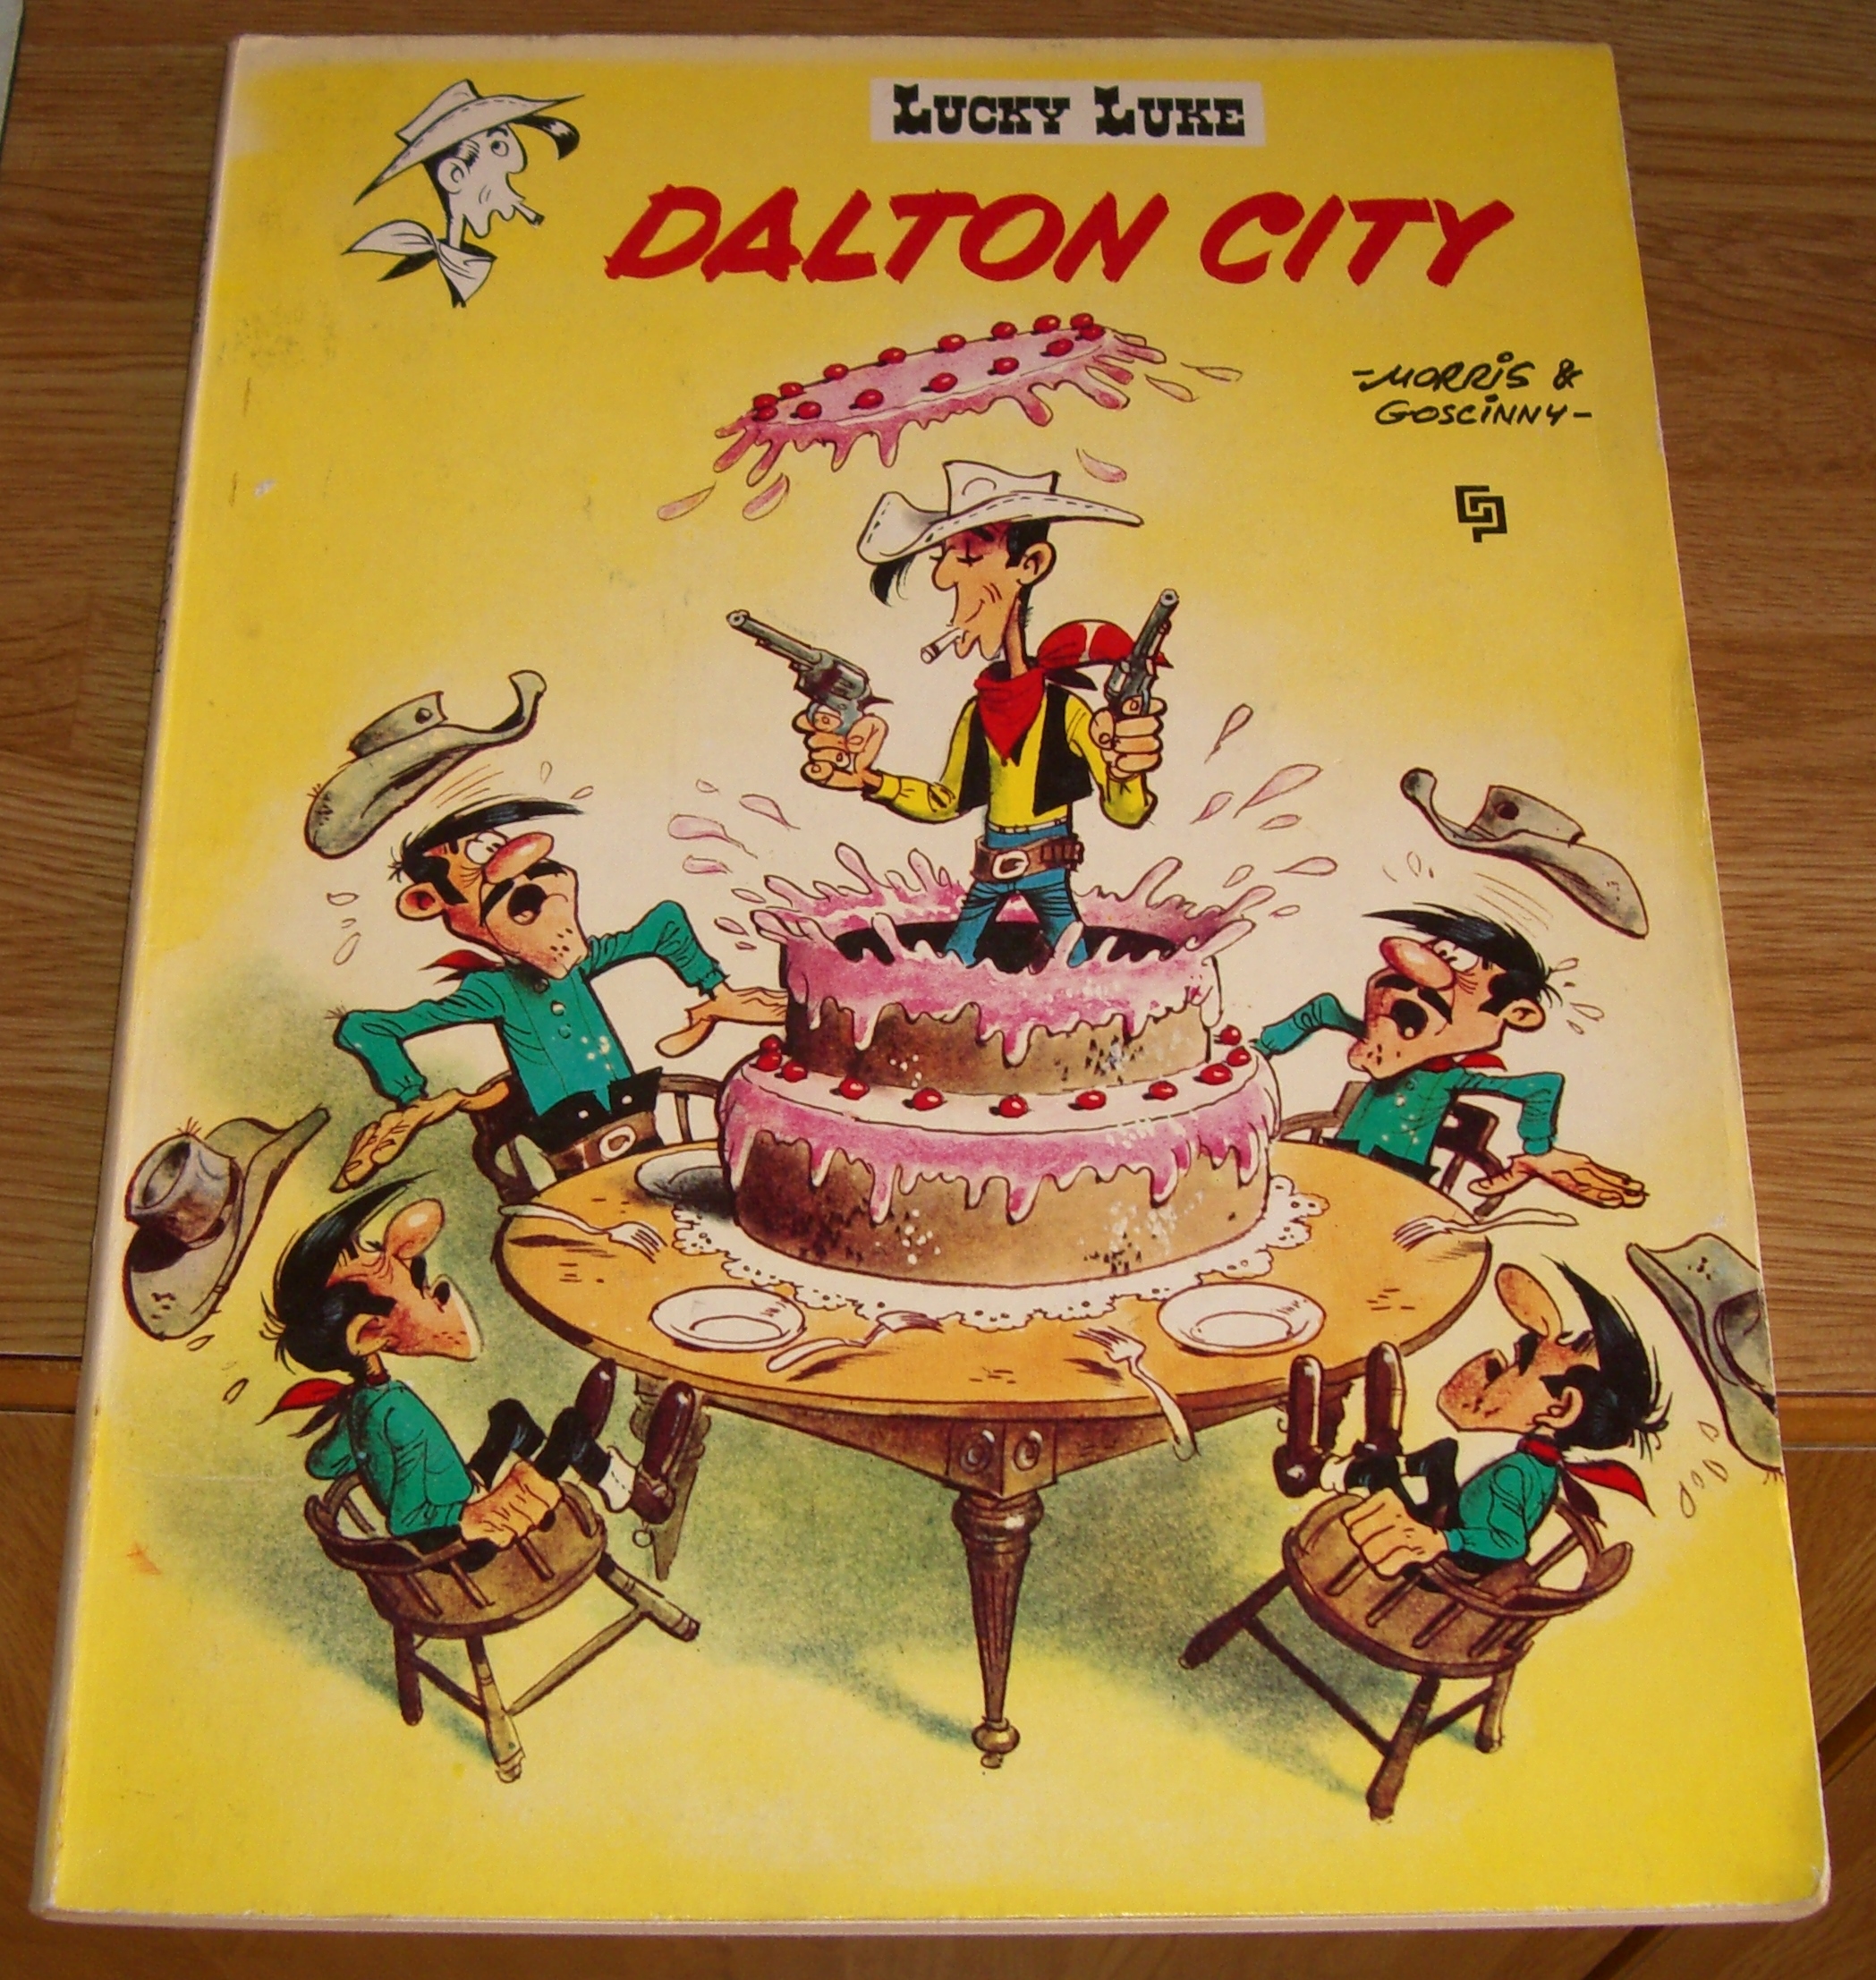 LUCKY LUKE
DALTON CITY
-MORRIS &
GOSCINNY-